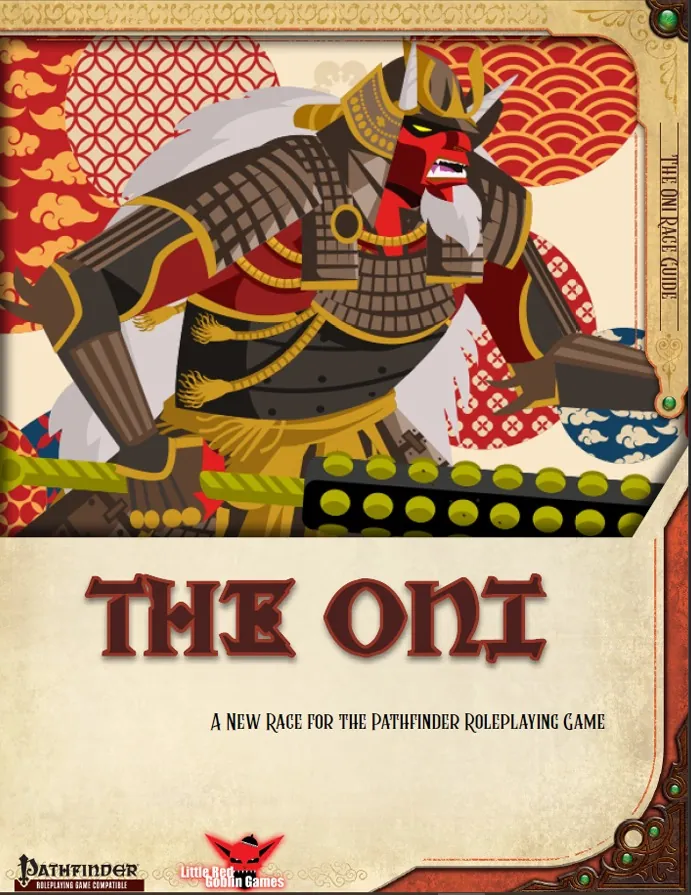 The Oni Race Guide
The Oni
A New Race for the Pathfinder Roleplaying Game
PATHFINDER
ROLEPLAYING GAME COMPATIBLE
Little Red
Goblin Games